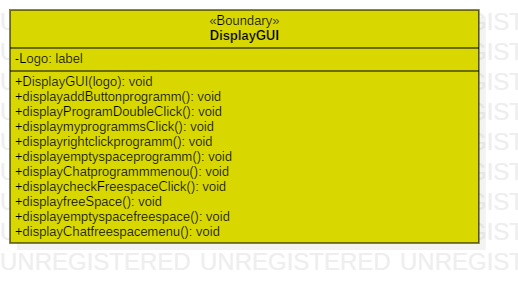 «Boundary»
DisplayGUI
-Logo: label
+DisplayGUI(logo): void
+displayaddButtonprogramm(): void
+displayProgramDoubleClick(): void
+displaymyprogrammsClick(): void
+displayrightclickprogramm(): void
+displayemptyspaceprogramm(): void
+displayChatprogrammmenou(): void
+displaycheckFreespaceClick(): void
+displayfreeSpace(): void
+displayemptyspacefreespace(): void
+displayChatfreespacemenu(): void
UNREGISTERED UNREGISTERED UNREGIST